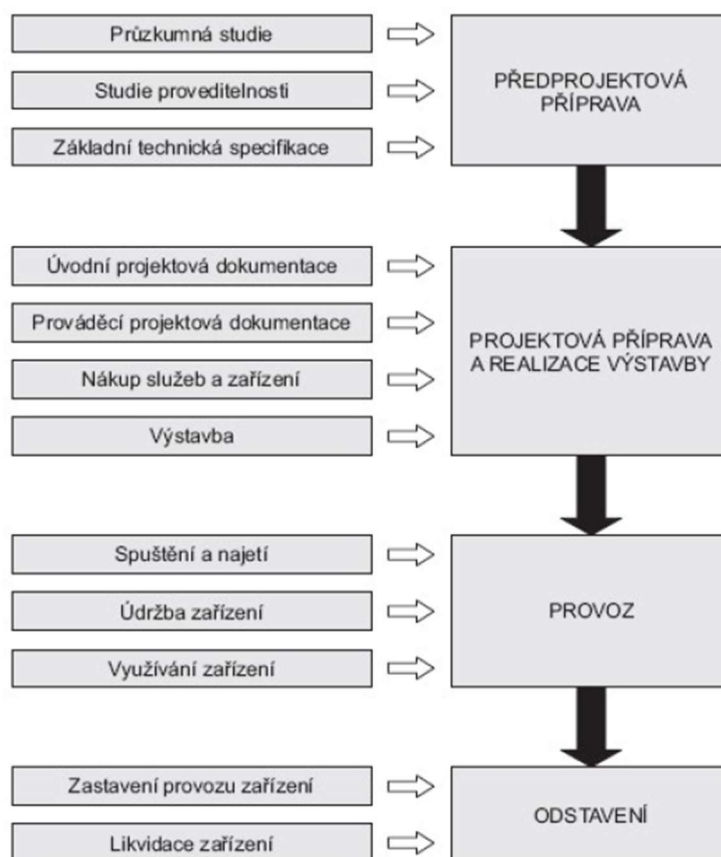 Průzkumná studie
Studie proveditelnosti
Základní technická specifikace
PŘEDPROJEKTOVÁ
PŘÍPRAVA
Úvodní projektová dokumentace
Prováděcí projektová dokumentace
Nákup služeb a zařízení
Výstavba
PROJEKTOVÁ PŘÍPRAVA
A REALIZACE VÝSTAVBY
Spuštění a najetí
Údržba zařízení
Využívání zařízení
PROVOZ
Zastavení provozu zařízení
Likvidace zařízení
ODSTAVENÍ